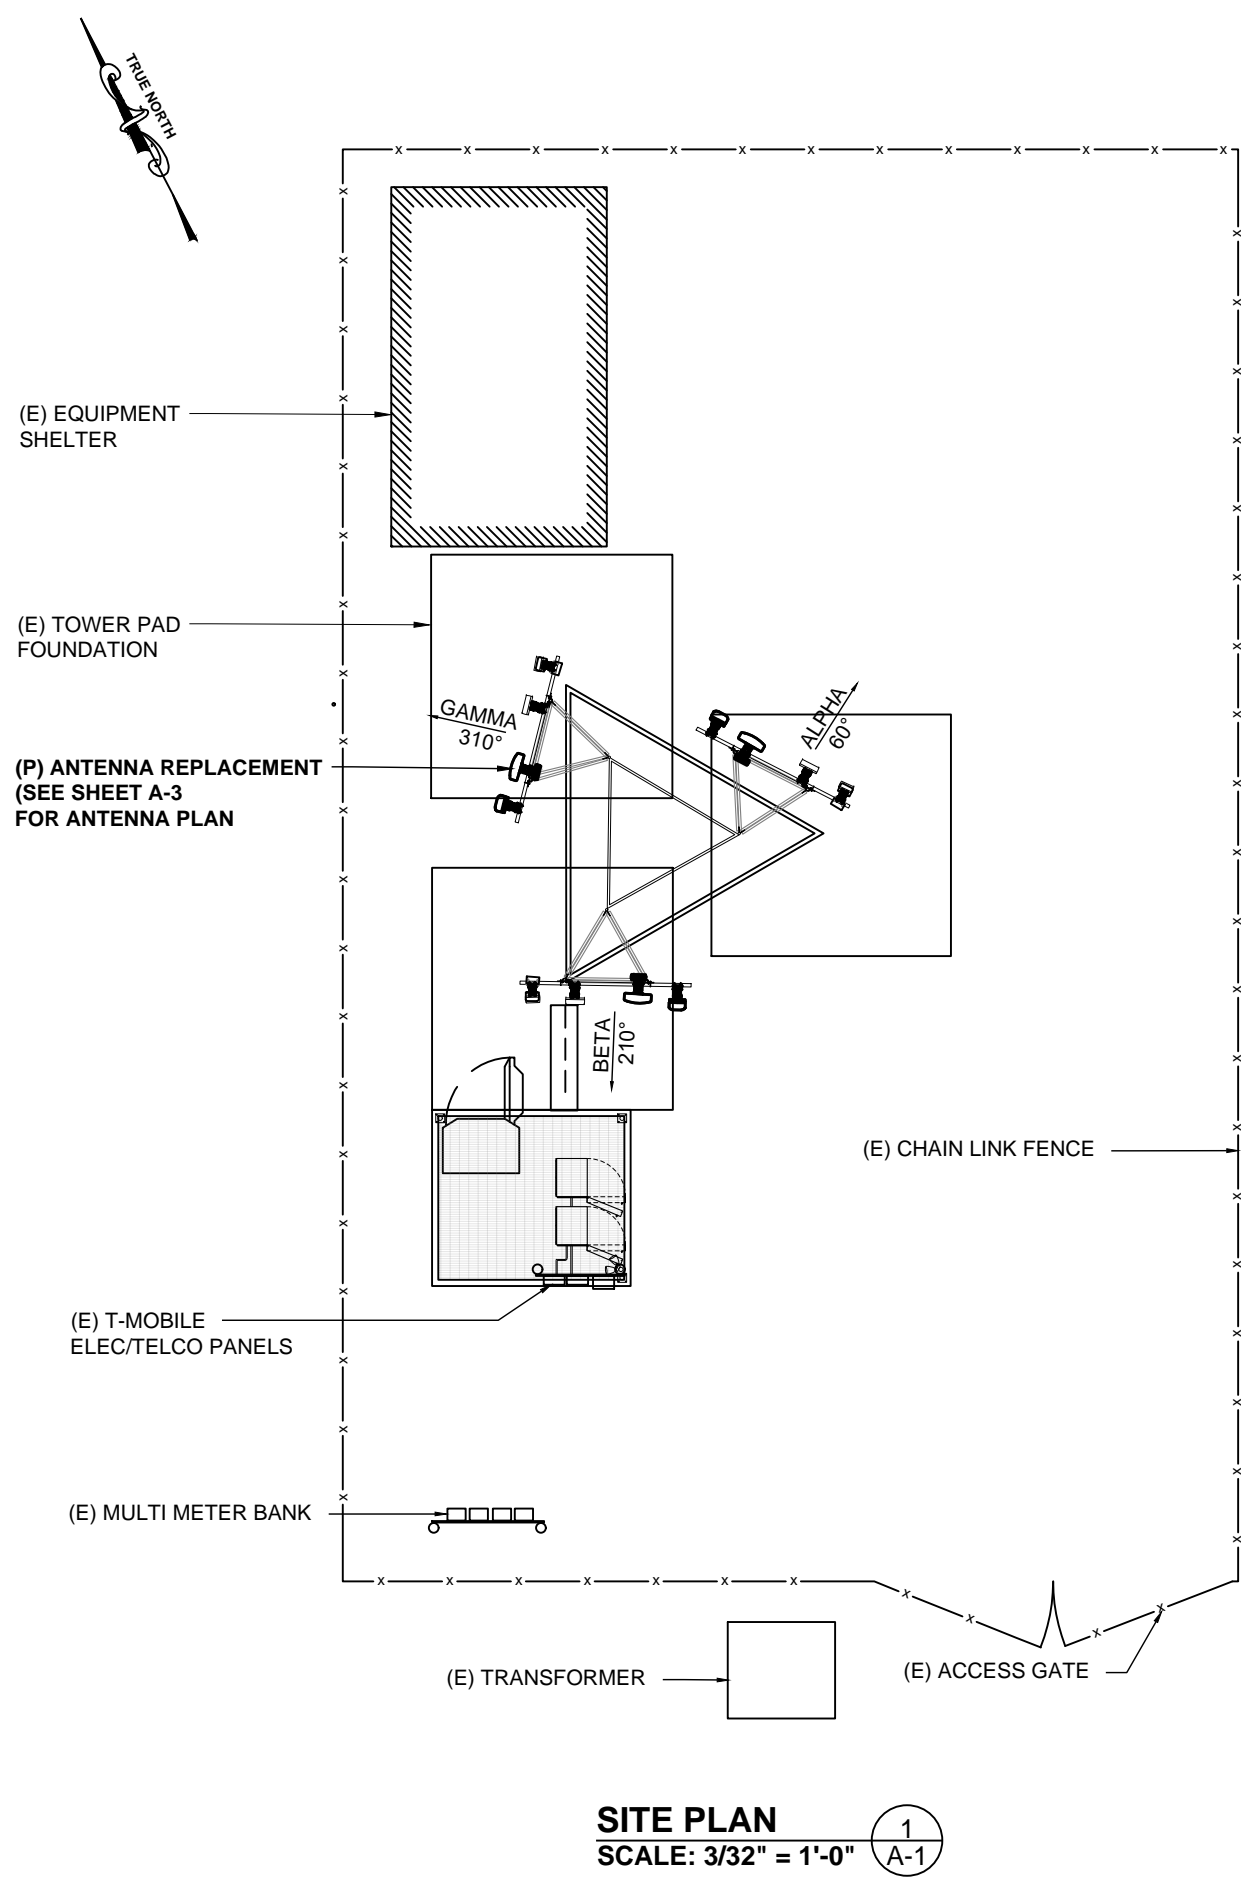 TRUE NORTH
(E) EQUIPMENT
SHELTER
(E) TOWER PAD
FOUNDATION
GAMMA
310°
ALPHA
60°
(P) ANTENNA REPLACEMENT
(SEE SHEET A-3
FOR ANTENNA PLAN
BETA
210°
(E) CHAIN LINK FENCE
(E) T-MOBILE
ELEC/TELCO PANELS
(E) MULTI METER BANK
(E) TRANSFORMER
(E) ACCESS GATE
SITE PLAN
SCALE: 3/32" = 1'-0"
1
A-1